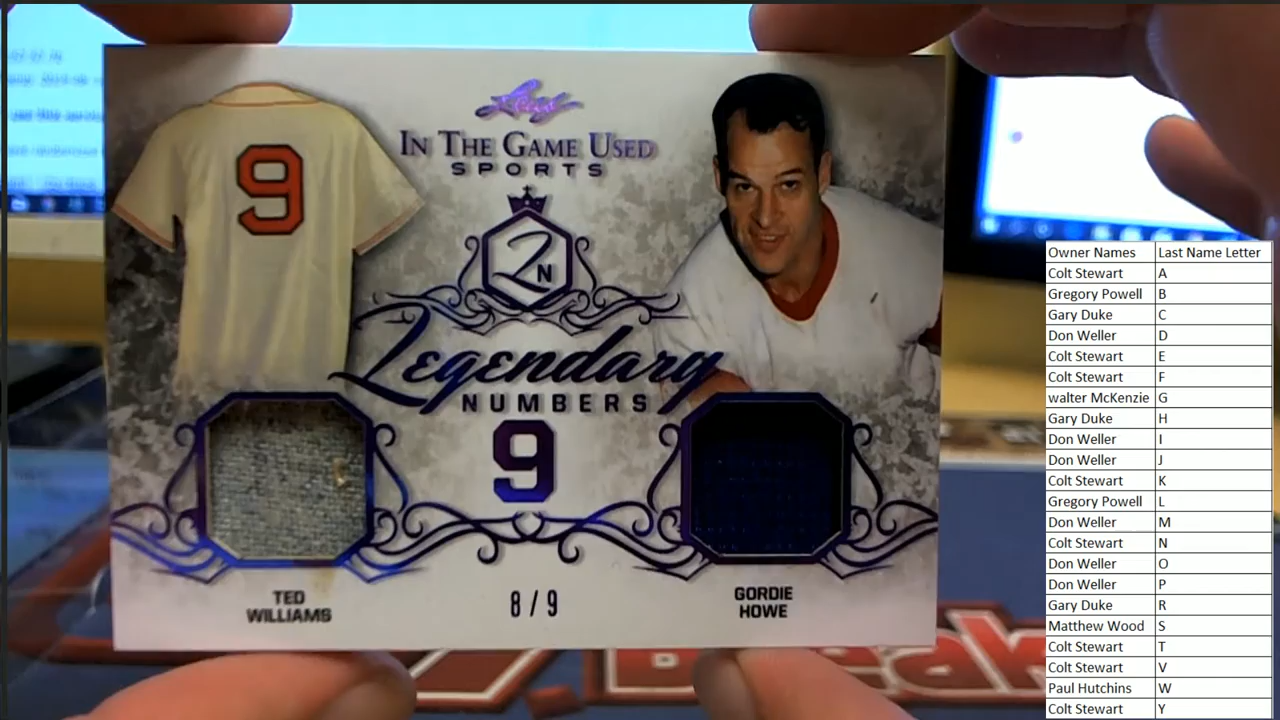 Leaf
IN THE GAME USED
SPORTS
9
LN
Legendary
NUMBERS
9
TED
WILLIAMS
8 / 9
GORDIE
HOWE
Break
Owner Names Last Name Letter
Colt Stewart A
Gregory Powell B
Gary Duke C
Don Weller D
Colt Stewart E
Colt Stewart F
walter McKenzie G
Gary Duke H
Don Weller I
Don Weller J
Colt Stewart K
Gregory Powell L
Don Weller M
Colt Stewart N
Don Weller O
Don Weller P
Gary Duke R
Matthew Wood S
Colt Stewart T
Colt Stewart V
Paul Hutchins W
Colt Stewart Y